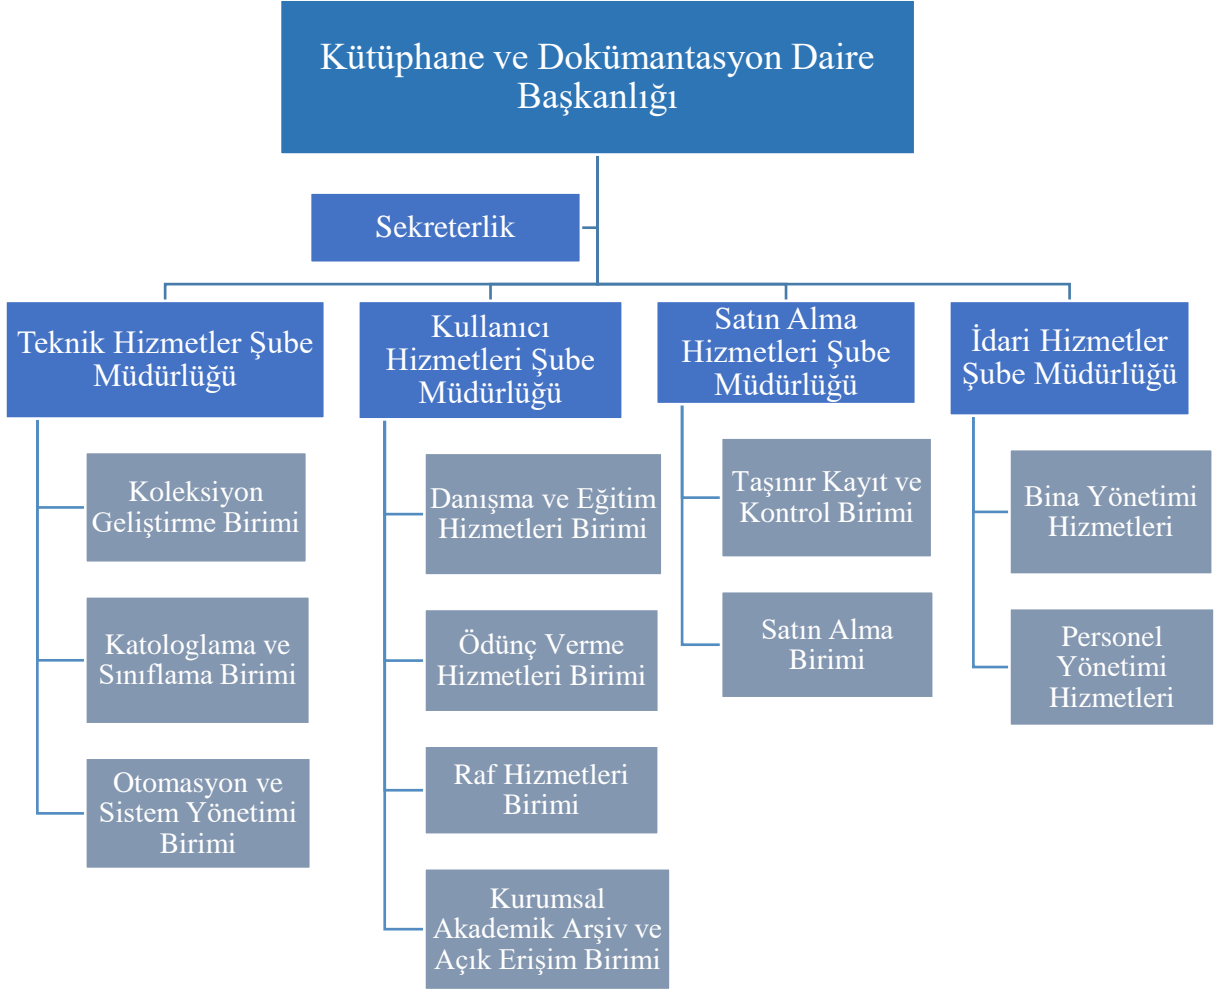 Kütüphane ve Dokümantasyon Daire
Başkanlığı
Sekreterlik
Teknik Hizmetler Şube
Müdürlüğü
Koleksiyon
Geliştirme Birimi
Katologlama ve
Sınıflama Birimi
Otomasyon ve
Sistem Yönetimi
Birimi
Kullanıcı
Hizmetleri Şube
Müdürlüğü
Danışma ve Eğitim
Hizmetleri Birimi
Ödünç Verme
Hizmetleri Birimi
Raf Hizmetleri
Birimi
Kurumsal
Akademik Arşiv ve
Açık Erişim Birimi
Satın Alma
Hizmetleri Şube
Müdürlüğü
Taşınır Kayıt ve
Kontrol Birimi
Satın Alma
Birimi
İdari Hizmetler
Şube Müdürlüğü
Bina Yönetimi
Hizmetleri
Personel
Yönetimi
Hizmetleri